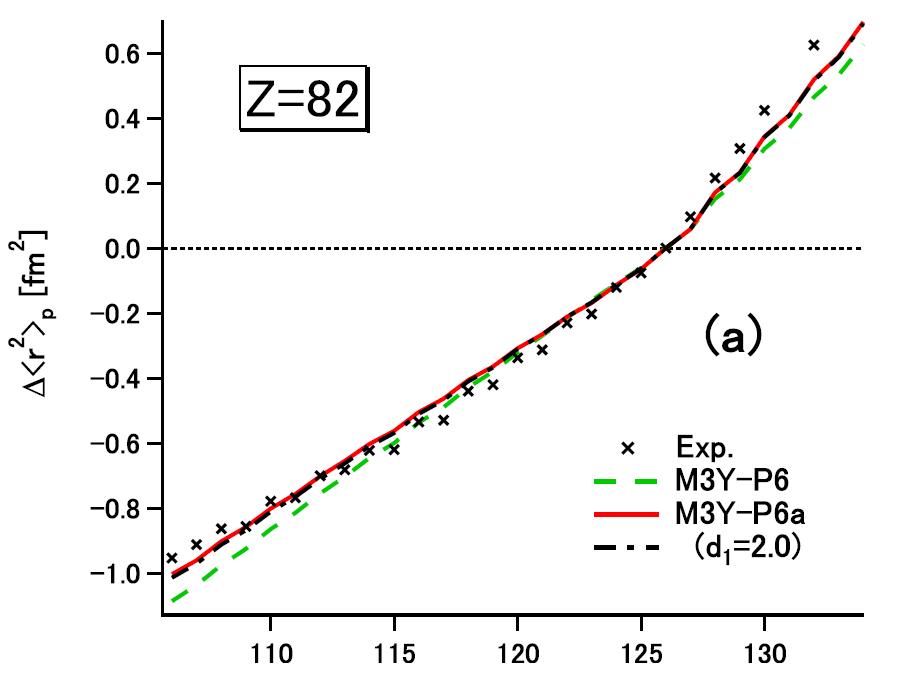 Z=82
0.6
0.4
0.2
0.0
−0.2
−0.4
−0.6
−0.8
−1.0
Δ<r²>ₚ [fm²]
(a)
Exp.
M3Y−P6
M3Y−P6a
(d₁=2.0)
110 115 120 125 130